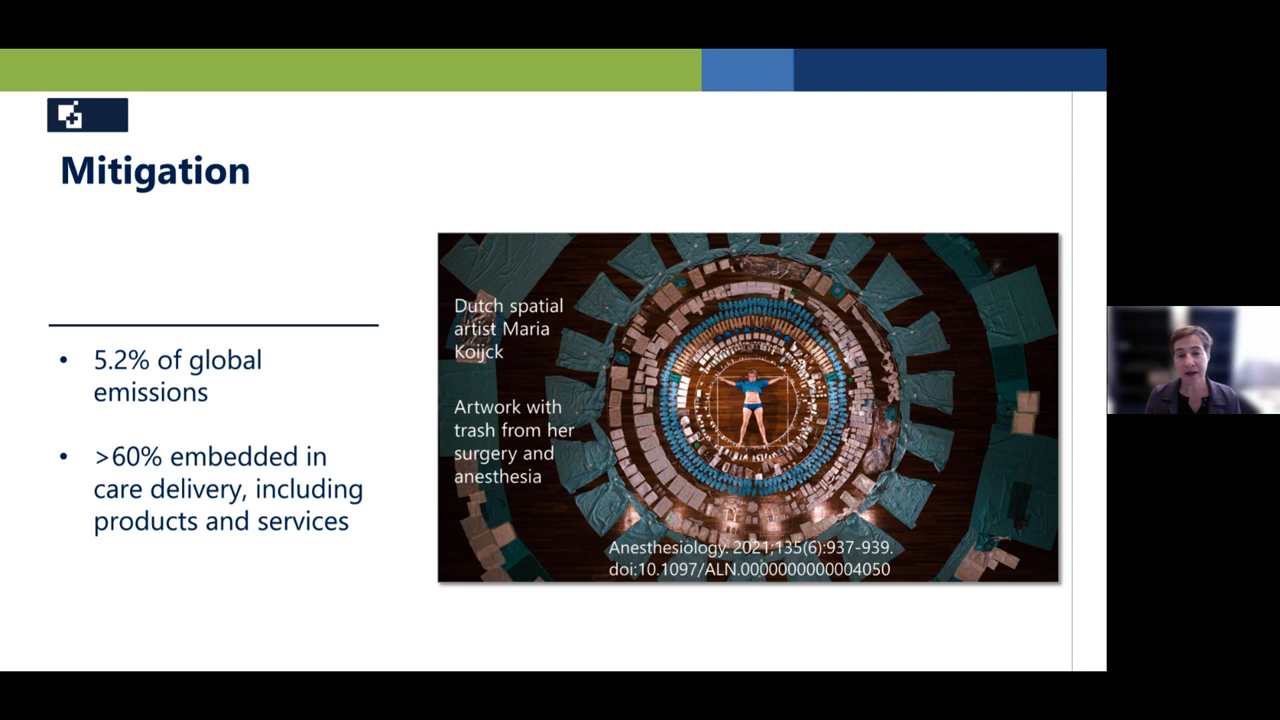 Mitigation
• 5.2% of global
emissions
• >60% embedded in
care delivery, including
products and services
Dutch spatial
artist Maria
Koijck
Artwork with
trash from her
surgery and
anesthesia
Anesthesiology. 2021;135(6):937-939.
doi:10.1097/ALN.0000000000004050